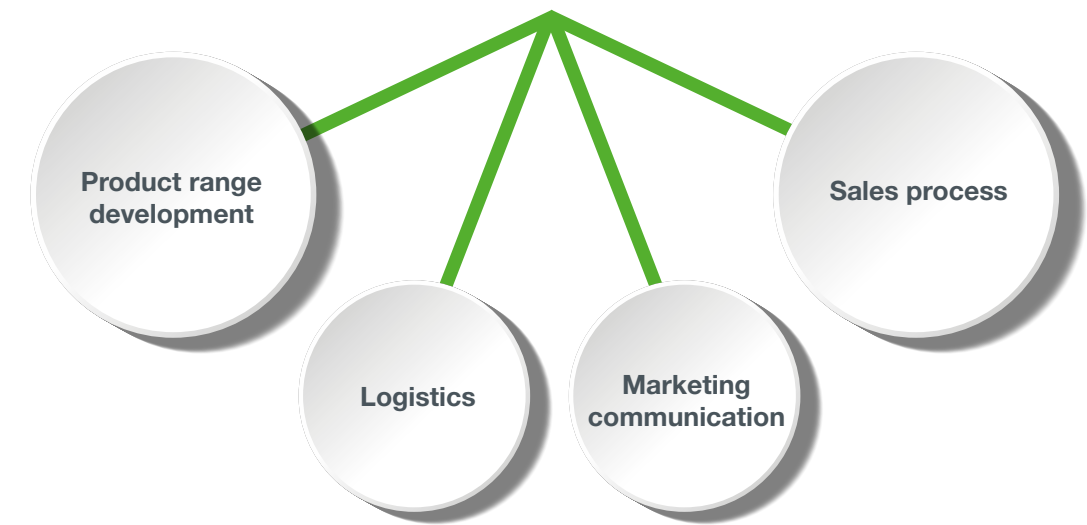 Product range
development
Sales process
Logistics
Marketing
communication